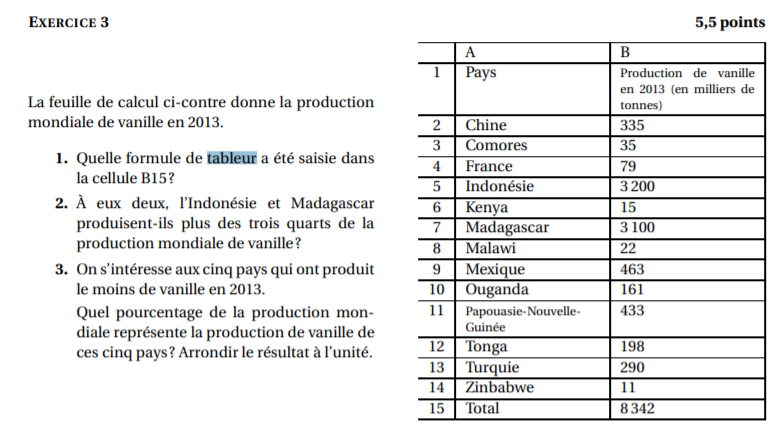 EXERCICE 3
5,5 points
La feuille de calcul ci-contre donne la production
mondiale de vanille en 2013.
1. Quelle formule de tableur a été saisie dans
la cellule B15?
2. À eux deux, l'Indonésie et Madagascar
produisent-ils plus des trois quarts de la
production mondiale de vanille?
3. On s'intéresse aux cinq pays qui ont produit
le moins de vanille en 2013.
Quel pourcentage de la production mon-
diale représente la production de vanille de
ces cinq pays? Arrondir le résultat à l'unité.
A B
1 Pays Production de vanille
en 2013 (en milliers de
tonnes)
2 Chine 335
3 Comores 35
4 France 79
5 Indonésie 3 200
6 Kenya 15
7 Madagascar 3 100
8 Malawi 22
9 Mexique 463
10 Ouganda 161
11 Papouasie-Nouvelle- 433
Guinée
12 Tonga 198
13 Turquie 290
14 Zinbabwe 11
15 Total 8 342